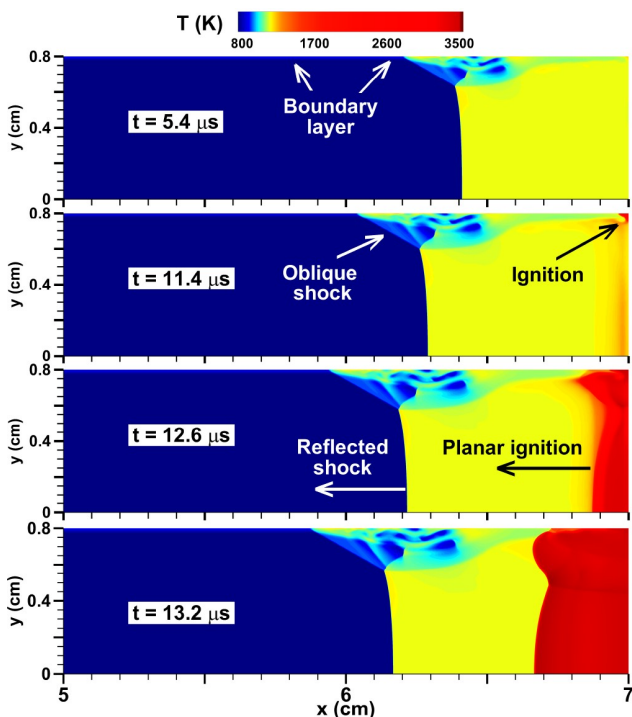 T (K)
800 1700 2600 3500
0.8
0.4
0
y (cm)
Boundary
layer
t = 5.4 μs
0.8
0.4
0
y (cm)
Oblique
shock
Ignition
t = 11.4 μs
0.8
0.4
0
y (cm)
t = 12.6 μs
Reflected
shock
Planar ignition
0.8
0.4
0
y (cm)
t = 13.2 μs
5 6 7
x (cm)